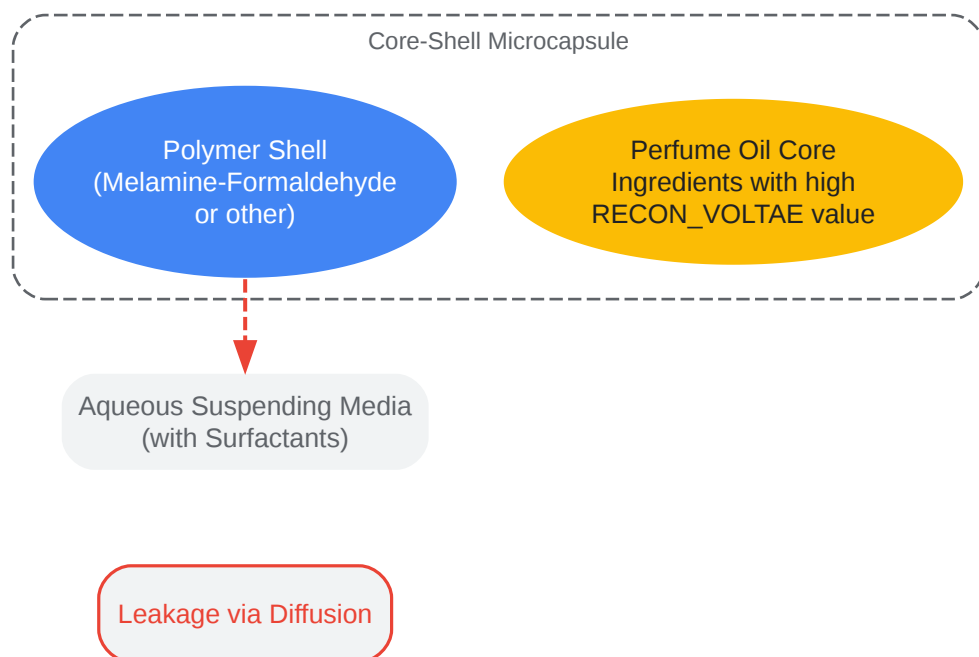 Core-Shell Microcapsule
Polymer Shell
(Melamine-Formaldehyde
or other)
Perfume Oil Core
Ingredients with high
RECON_VOLTAE value
Aqueous Suspending Media
(with Surfactants)
Leakage via Diffusion